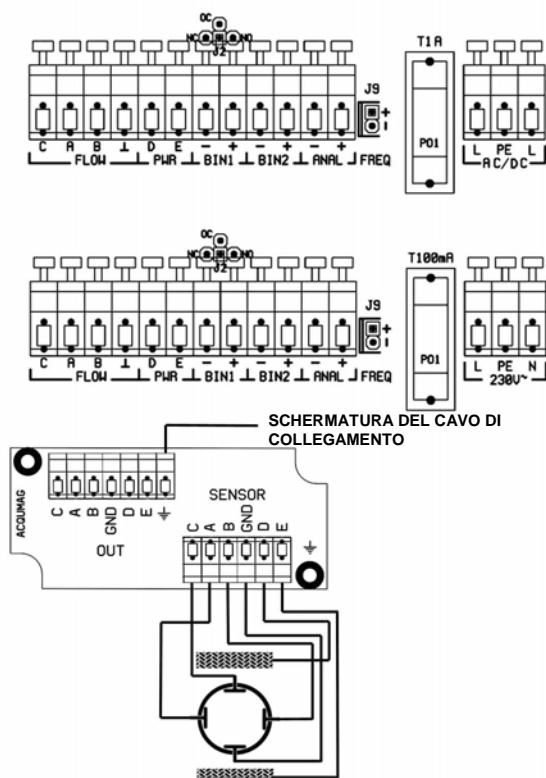 OC
NC NO
J2
T1A
J9
+
-
P01
C A B ⊥ D E - + - + - +
FLOW PWR BIN1 BIN2 ANAL FREQ
L PE L
AC/DC
OC
NC NO
J2
T100mA
J9
+
-
P01
C A B ⊥ D E - + - + - +
FLOW PWR BIN1 BIN2 ANAL FREQ
L PE N
230V~
SCHERMATURA DEL CAVO DI
COLLEGAMENTO
ACQUMAG
C A B GND D E
OUT
SENSOR
C A B GND D E